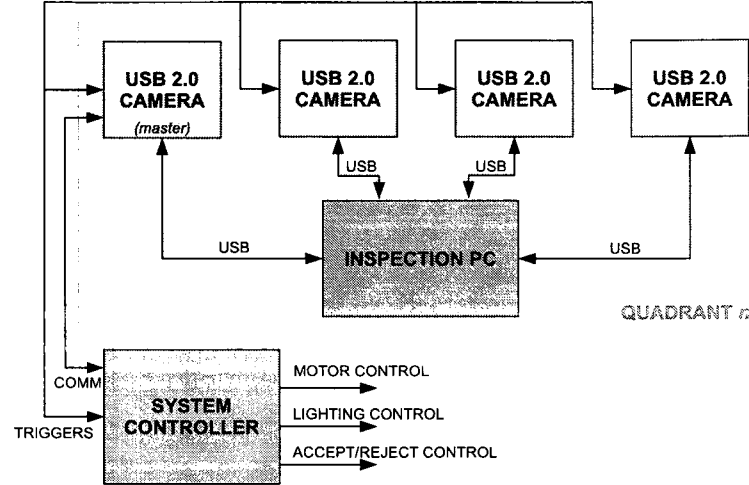 USB 2.0
CAMERA
(master)
USB 2.0
CAMERA
USB 2.0
CAMERA
USB 2.0
CAMERA
USB
USB
USB
USB
INSPECTION PC
QUADRANT n
COMM
TRIGGERS
SYSTEM
CONTROLLER
MOTOR CONTROL
LIGHTING CONTROL
ACCEPT/REJECT CONTROL